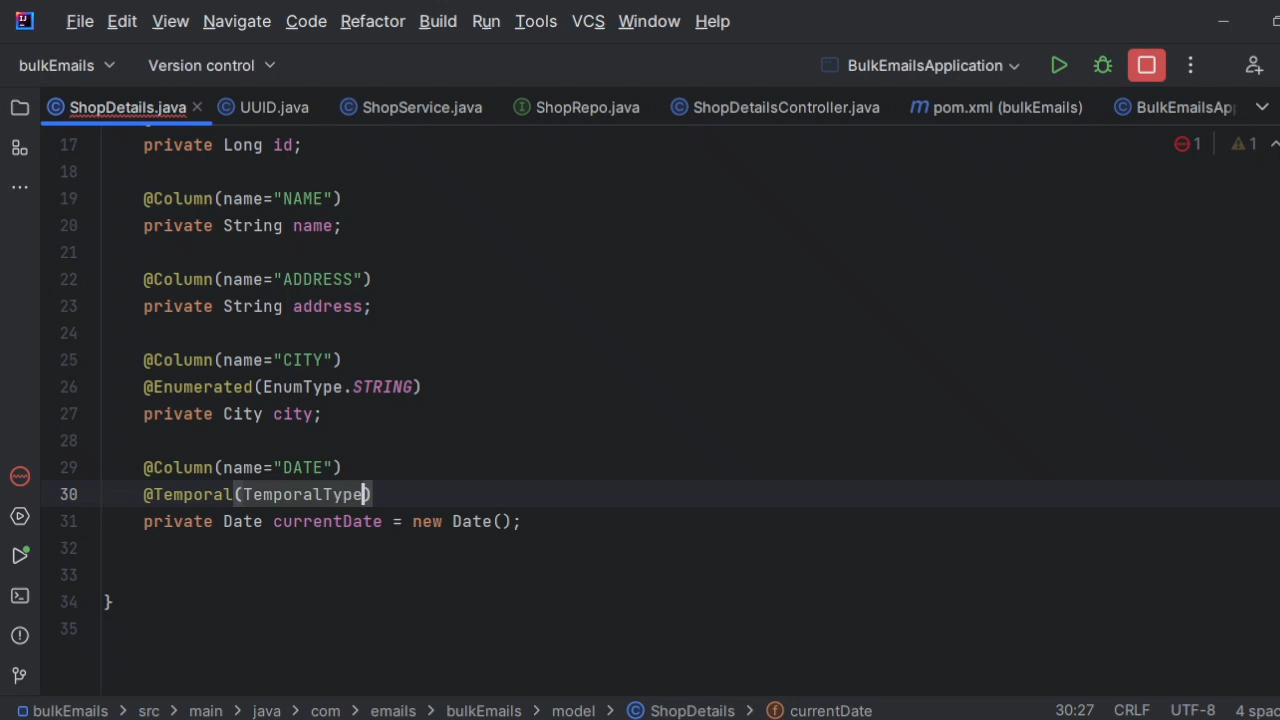 File Edit View Navigate Code Refactor Build Run Tools VCS Window Help
bulkEmails Version control BulkEmailsApplication
ShopDetails.java UUID.java ShopService.java ShopRepo.java ShopDetailsController.java pom.xml (bulkEmails) BulkEmailsAp
17 private Long id; 1 1
18
19 @Column(name="NAME")
20 private String name;
21
22 @Column(name="ADDRESS")
23 private String address;
24
25 @Column(name="CITY")
26 @Enumerated(EnumType.STRING)
27 private City city;
28
29 @Column(name="DATE")
30 @Temporal(TemporalType)
31 private Date currentDate = new Date();
32
33
34 }
35
bulkEmails > src > main > java > com > emails > bulkEmails > model > ShopDetails > currentDate 30:27 CRLF UTF-8 4 spac